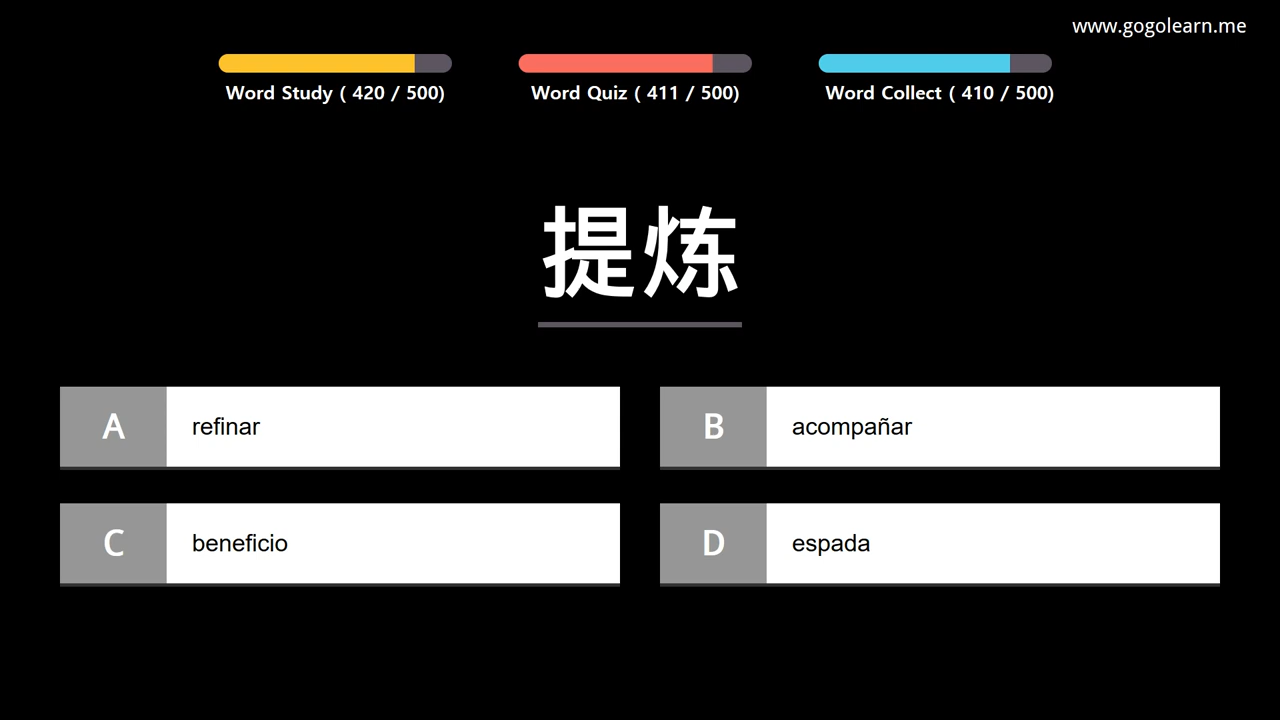 www.gogolearn.me
Word Study ( 420 / 500)
Word Quiz ( 411 / 500)
Word Collect ( 410 / 500)
提炼
A refinar
B acompañar
C beneficio
D espada